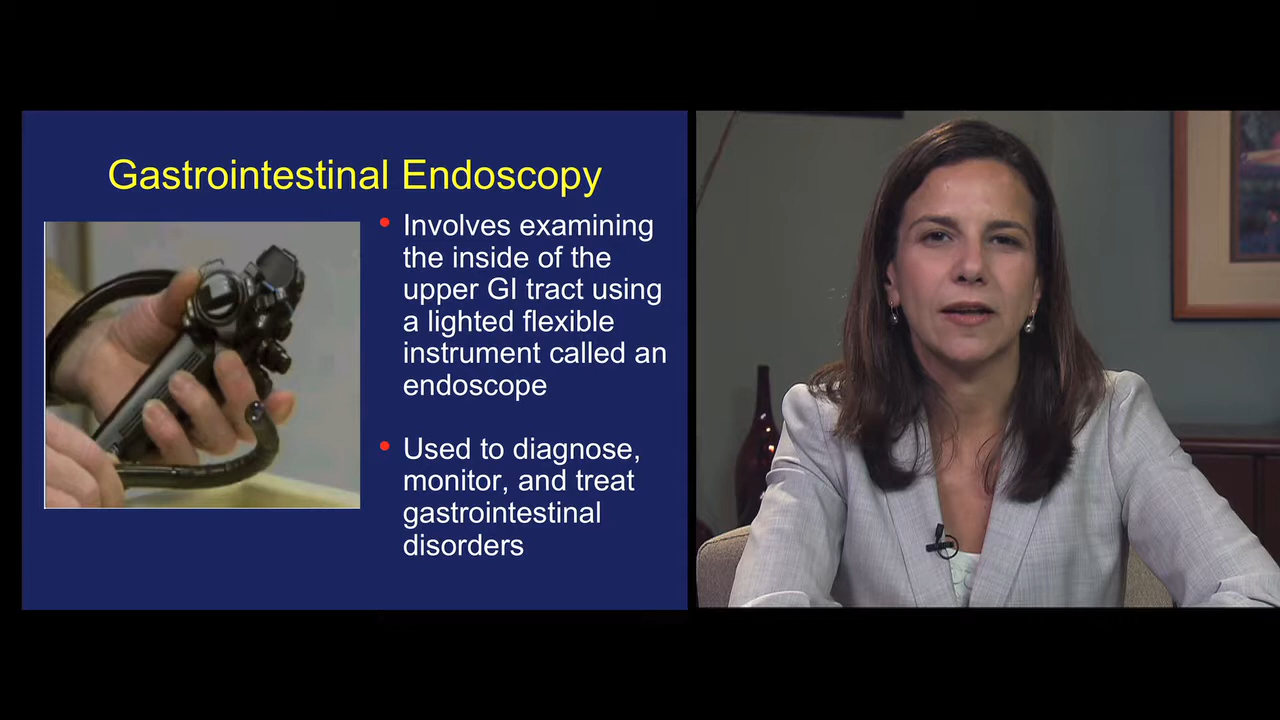 Gastrointestinal Endoscopy
• Involves examining
the inside of the
upper GI tract using
a lighted flexible
instrument called an
endoscope
• Used to diagnose,
monitor, and treat
gastrointestinal
disorders